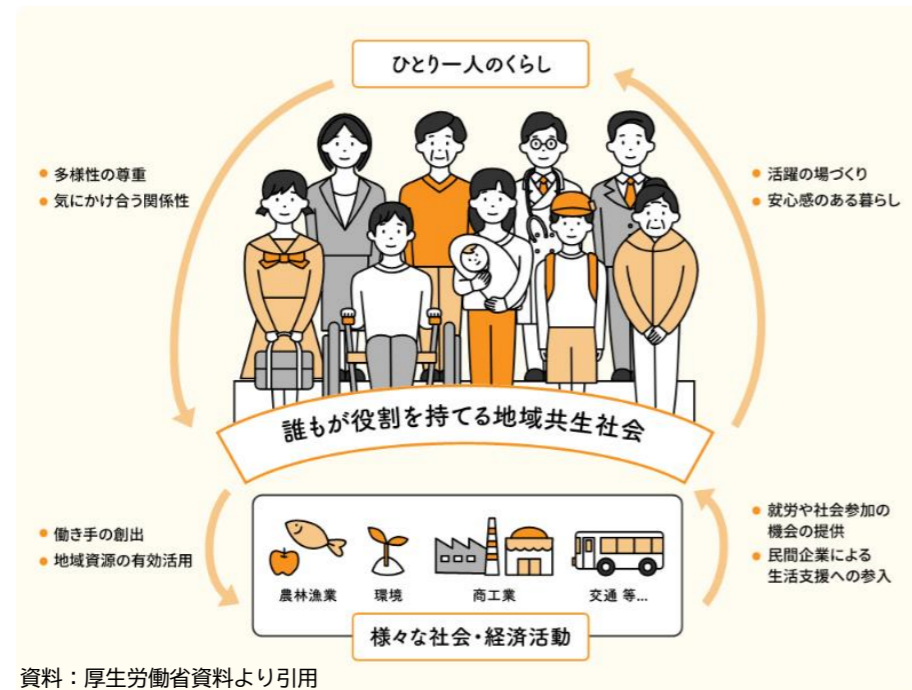 ひとり一人のくらし
● 多様性の尊重
● 気にかけ合う関係性
● 活躍の場づくり
● 安心感のある暮らし
誰もが役割を持てる地域共生社会
● 働き手の創出
● 地域資源の有効活用
● 就労や社会参加の
機会の提供
● 民間企業による
生活支援への参入
農林漁業 環境 商工業 交通 等...
様々な社会・経済活動
資料：厚生労働省資料より引用